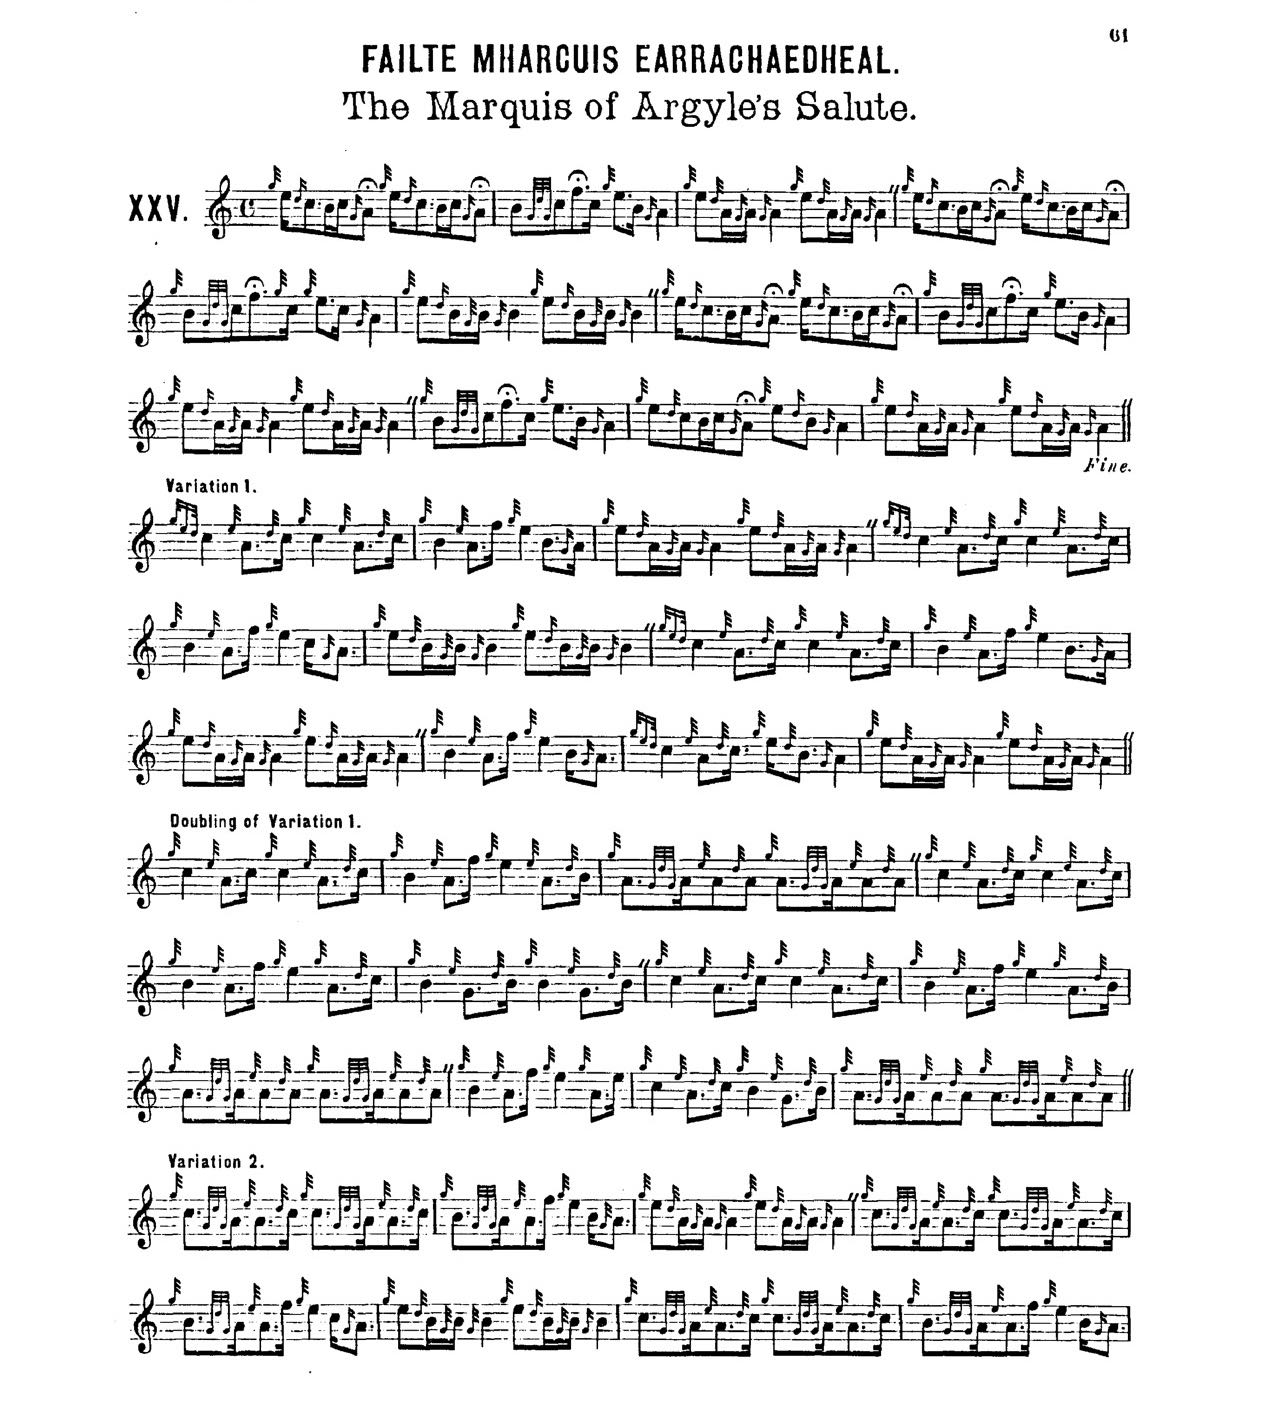 61
FAILTE MHARCUIS EARRACHAEDHEAL.
The Marquis of Argyle's Salute.
XXV.
Fine.
Variation 1.
Doubling of Variation 1.
Variation 2.